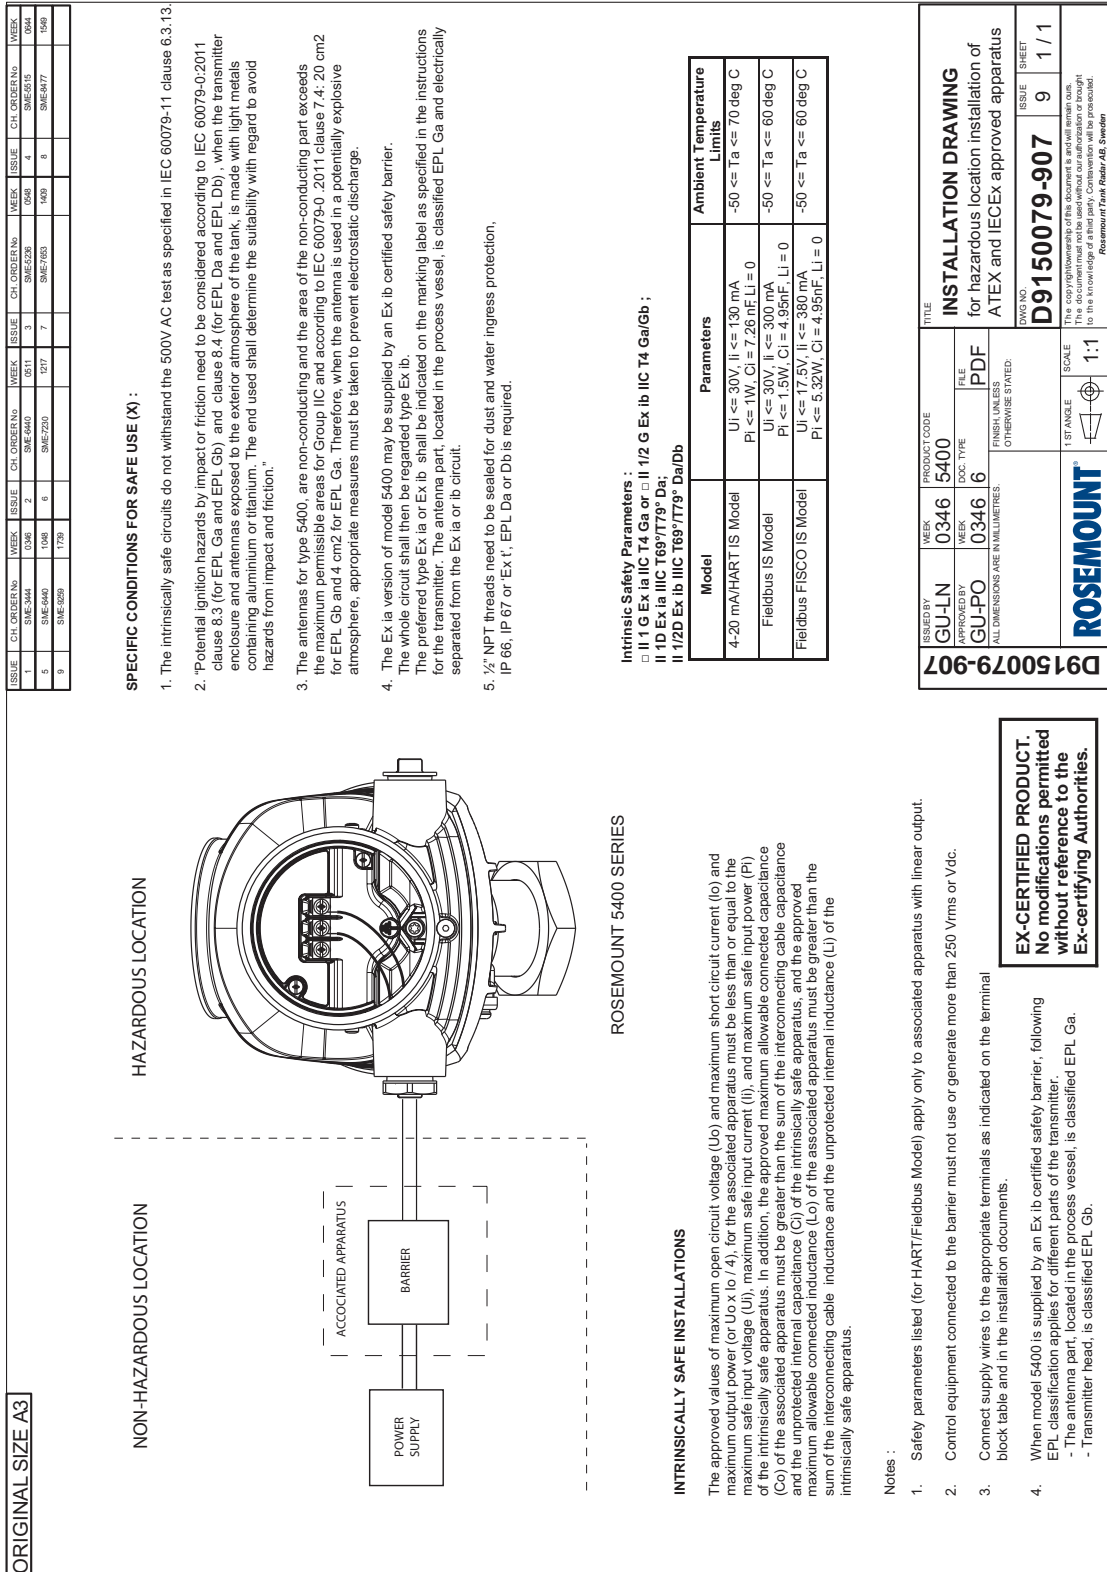 ORIGINAL SIZE A3
ISSUE CH. ORDER No WEEK ISSUE CH. ORDER No WEEK ISSUE CH. ORDER No WEEK ISSUE CH. ORDER No WEEK
1 SME-3444 0346 2 SME-6440 0511 3 SME-5236 0548 4 SME-5515 0644
5 SME-6440 1048 6 SME-7230 1217 7 SME-7653 1409 8 SME-8477 1549
9 SME-9259 1739
NON-HAZARDOUS LOCATION
HAZARDOUS LOCATION
ACCOCIATED APPARATUS
POWER
SUPPLY
BARRIER
ROSEMOUNT 5400 SERIES
SPECIFIC CONDITIONS FOR SAFE USE (X) :
1. The intrinsically safe circuits do not withstand the 500V AC test as specified in IEC 60079-11 clause 6.3.13.
2. "Potential ignition hazards by impact or friction need to be considered according to IEC 60079-0:2011
clause 8.3 (for EPL Ga and EPL Gb) and clause 8.4 (for EPL Da and EPL Db) , when the transmitter
enclosure and antennas exposed to the exterior atmosphere of the tank, is made with light metals
containing aluminium or titanium. The end used shall determine the suitability with regard to avoid
hazards from impact and friction."
3. The antennas for type 5400, are non-conducting and the area of the non-conducting part exceeds
the maximum permissible areas for Group IIC and according to IEC 60079-0 .2011 clause 7.4: 20 cm2
for EPL Gb and 4 cm2 for EPL Ga. Therefore, when the antenna is used in a potentially explosive
atmosphere, appropriate measures must be taken to prevent electrostatic discharge.
4. The Ex ia version of model 5400 may be supplied by an Ex ib certified safety barrier.
The whole circuit shall then be regarded type Ex ib.
The preferred type Ex ia or Ex ib shall be indicated on the marking label as specified in the instructions
for the transmitter. The antenna part, located in the process vessel, is classified EPL Ga and electrically
separated from the Ex ia or ib circuit.
5. ½" NPT threads need to be sealed for dust and water ingress protection,
IP 66, IP 67 or 'Ex t', EPL Da or Db is required.
INTRINSICALLY SAFE INSTALLATIONS
The approved values of maximum open circuit voltage (Uo) and maximum short circuit current (Io) and
maximum output power (or Uo x Io / 4), for the associated apparatus must be less than or equal to the
maximum safe input voltage (Ui), maximum safe input current (Ii), and maximum safe input power (Pi)
of the intrinsically safe apparatus. In addition, the approved maximum allowable connected capacitance
(Co) of the associated apparatus must be greater than the sum of the interconnecting cable capacitance
and the unprotected internal capacitance (Ci) of the intrinsically safe apparatus, and the approved
maximum allowable connected inductance (Lo) of the associated apparatus must be greater than the
sum of the interconnecting cable inductance and the unprotected internal inductance (Li) of the
intrinsically safe apparatus.
Notes :
1. Safety parameters listed (for HART/Fieldbus Model) apply only to associated apparatus with linear output.
2. Control equipment connected to the barrier must not use or generate more than 250 Vrms or Vdc.
3. Connect supply wires to the appropriate terminals as indicated on the terminal
block table and in the installation documents.
4. When model 5400 is supplied by an Ex ib certified safety barrier, following
EPL classification applies for different parts of the transmitter.
- The antenna part, located in the process vessel, is classified EPL Ga.
- Transmitter head, is classified EPL Gb.
EX-CERTIFIED PRODUCT.
No modifications permitted
without reference to the
Ex-certifying Authorities.
Intrinsic Safety Parameters :
□ II 1 G Ex ia IIC T4 Ga or □ II 1/2 G Ex ib IIC T4 Ga/Gb ;
II 1D Ex ia IIIC T69°/T79° Da;
II 1/2D Ex ib IIIC T69°/T79° Da/Db
Model Parameters Ambient Temperature
Limits
4-20 mA/HART IS Model Ui <= 30V, Ii <= 130 mA -50 <= Ta <= 70 deg C
Pi <= 1W, Ci = 7.26 nF, Li = 0
Fieldbus IS Model Ui <= 30V, Ii <= 300 mA -50 <= Ta <= 60 deg C
Pi <= 1.5W, Ci = 4.95nF, Li = 0
Fieldbus FISCO IS Model Ui <= 17.5V, Ii <= 380 mA -50 <= Ta <= 60 deg C
Pi <= 5.32W, Ci = 4.95nF, Li = 0
D9150079-907
ISSUED BY WEEK PRODUCT CODE
GU-LN 0346 5400
APPROVED BY WEEK DOC. TYPE FILE
GU-PO 0346 6 PDF
ALL DIMENSIONS ARE IN MILLIMETRES. FINISH, UNLESS
OTHERWISE STATED:
ROSEMOUNT®
1 ST ANGLE SCALE
1:1
TITLE
INSTALLATION DRAWING
for hazardous location installation of
ATEX and IECEx approved apparatus
DWG NO. ISSUE SHEET
D9150079-907 9 1 / 1
The copyright/ownership of this document is and will remain ours.
The document must not be used without our authorization or brought
to the knowledge of a third party. Contravention will be prosecuted.
Rosemount Tank Radar AB, Sweden